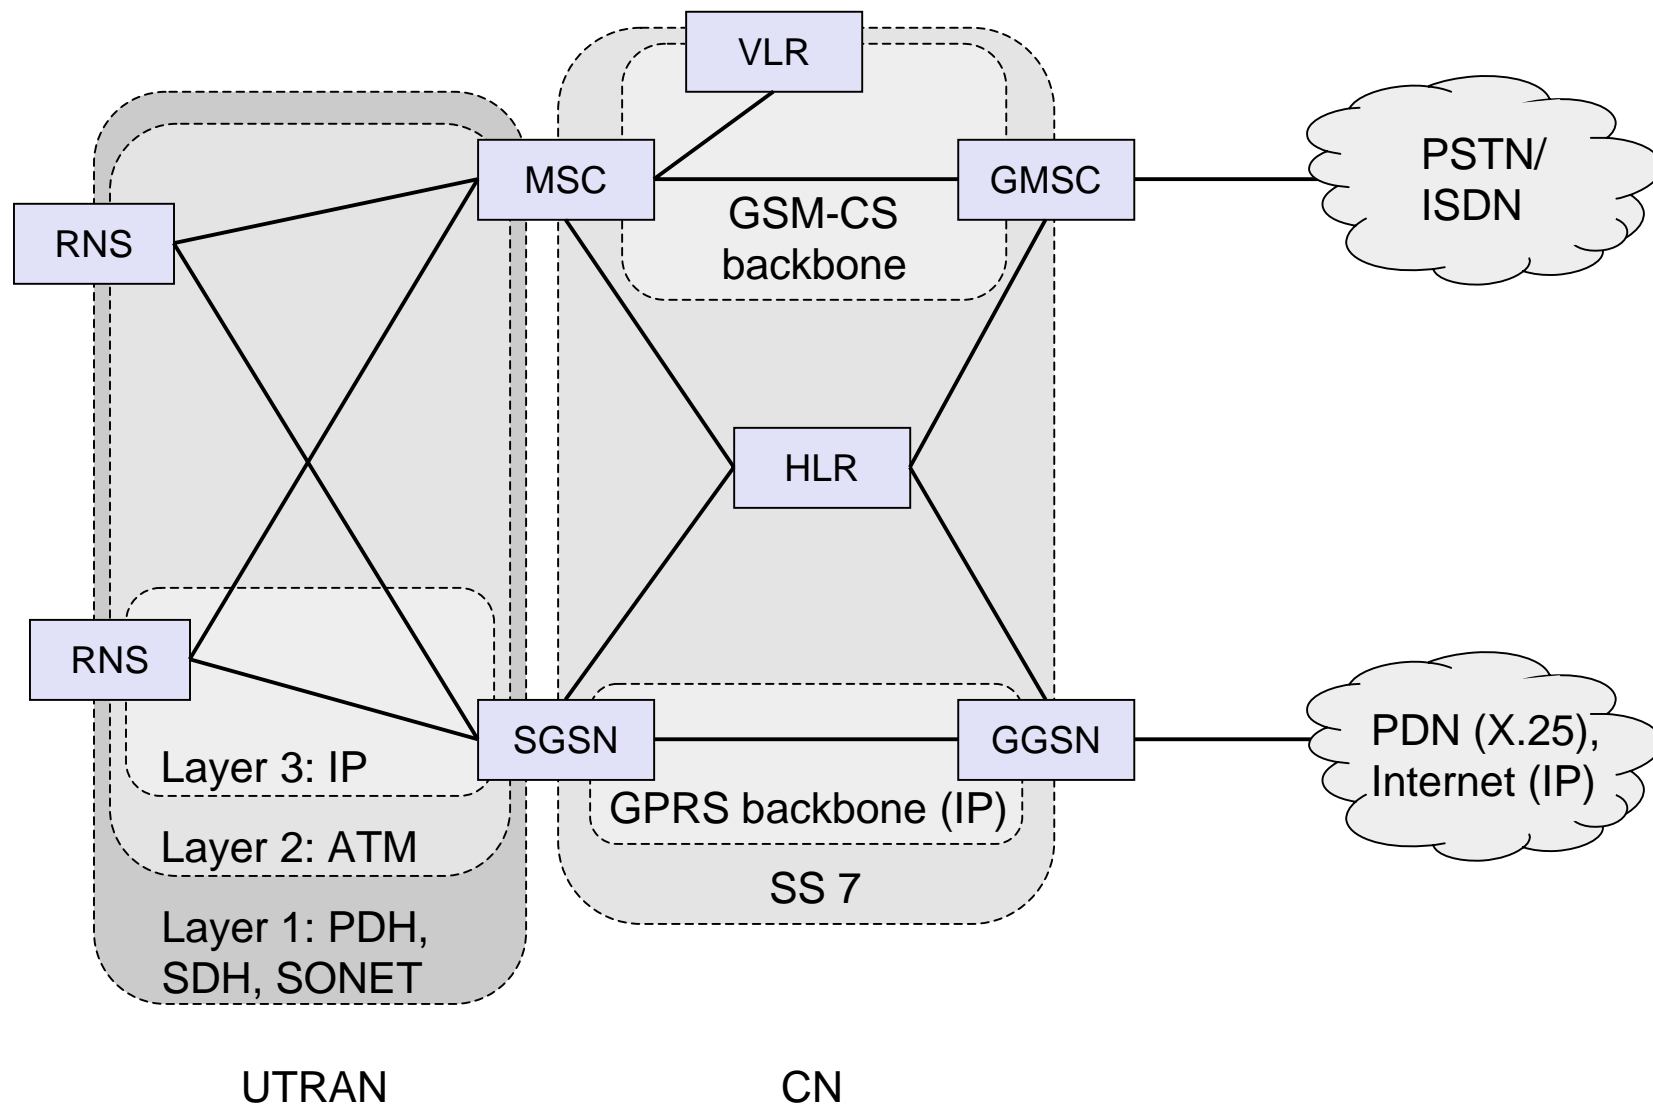 VLR
MSC
GMSC
PSTN/
ISDN
GSM-CS
backbone
RNS
HLR
RNS
SGSN
GGSN
PDN (X.25),
Internet (IP)
Layer 3: IP
GPRS backbone (IP)
Layer 2: ATM
SS 7
Layer 1: PDH,
SDH, SONET
UTRAN
CN